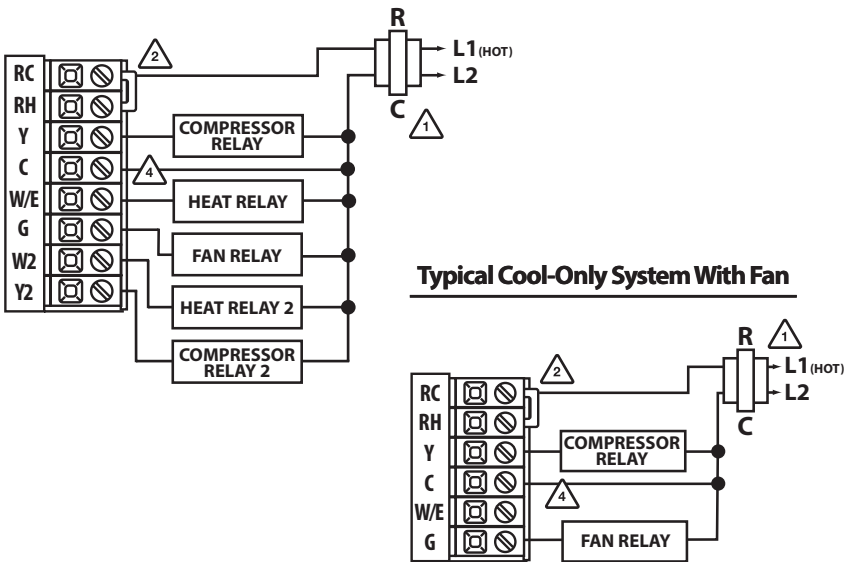 R
2
L1(HOT)
L2
C
1
RC
RH
Y
COMPRESSOR
RELAY
C
4
W/E
HEAT RELAY
G
FAN RELAY
W2
HEAT RELAY 2
Y2
COMPRESSOR
RELAY 2
Typical Cool-Only System With Fan
R
1
2
L1(HOT)
L2
C
RC
RH
Y
COMPRESSOR
RELAY
C
4
W/E
G
FAN RELAY